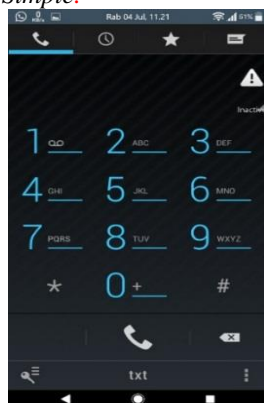 Simple.
Rab 04 Jul, 11.21
61%
Inactiv
1
2 ABC
3 DEF
4 GHI
5 JKL
6 MNO
7 PQRS
8 TUV
9 WXYZ
*
0 +
#
txt